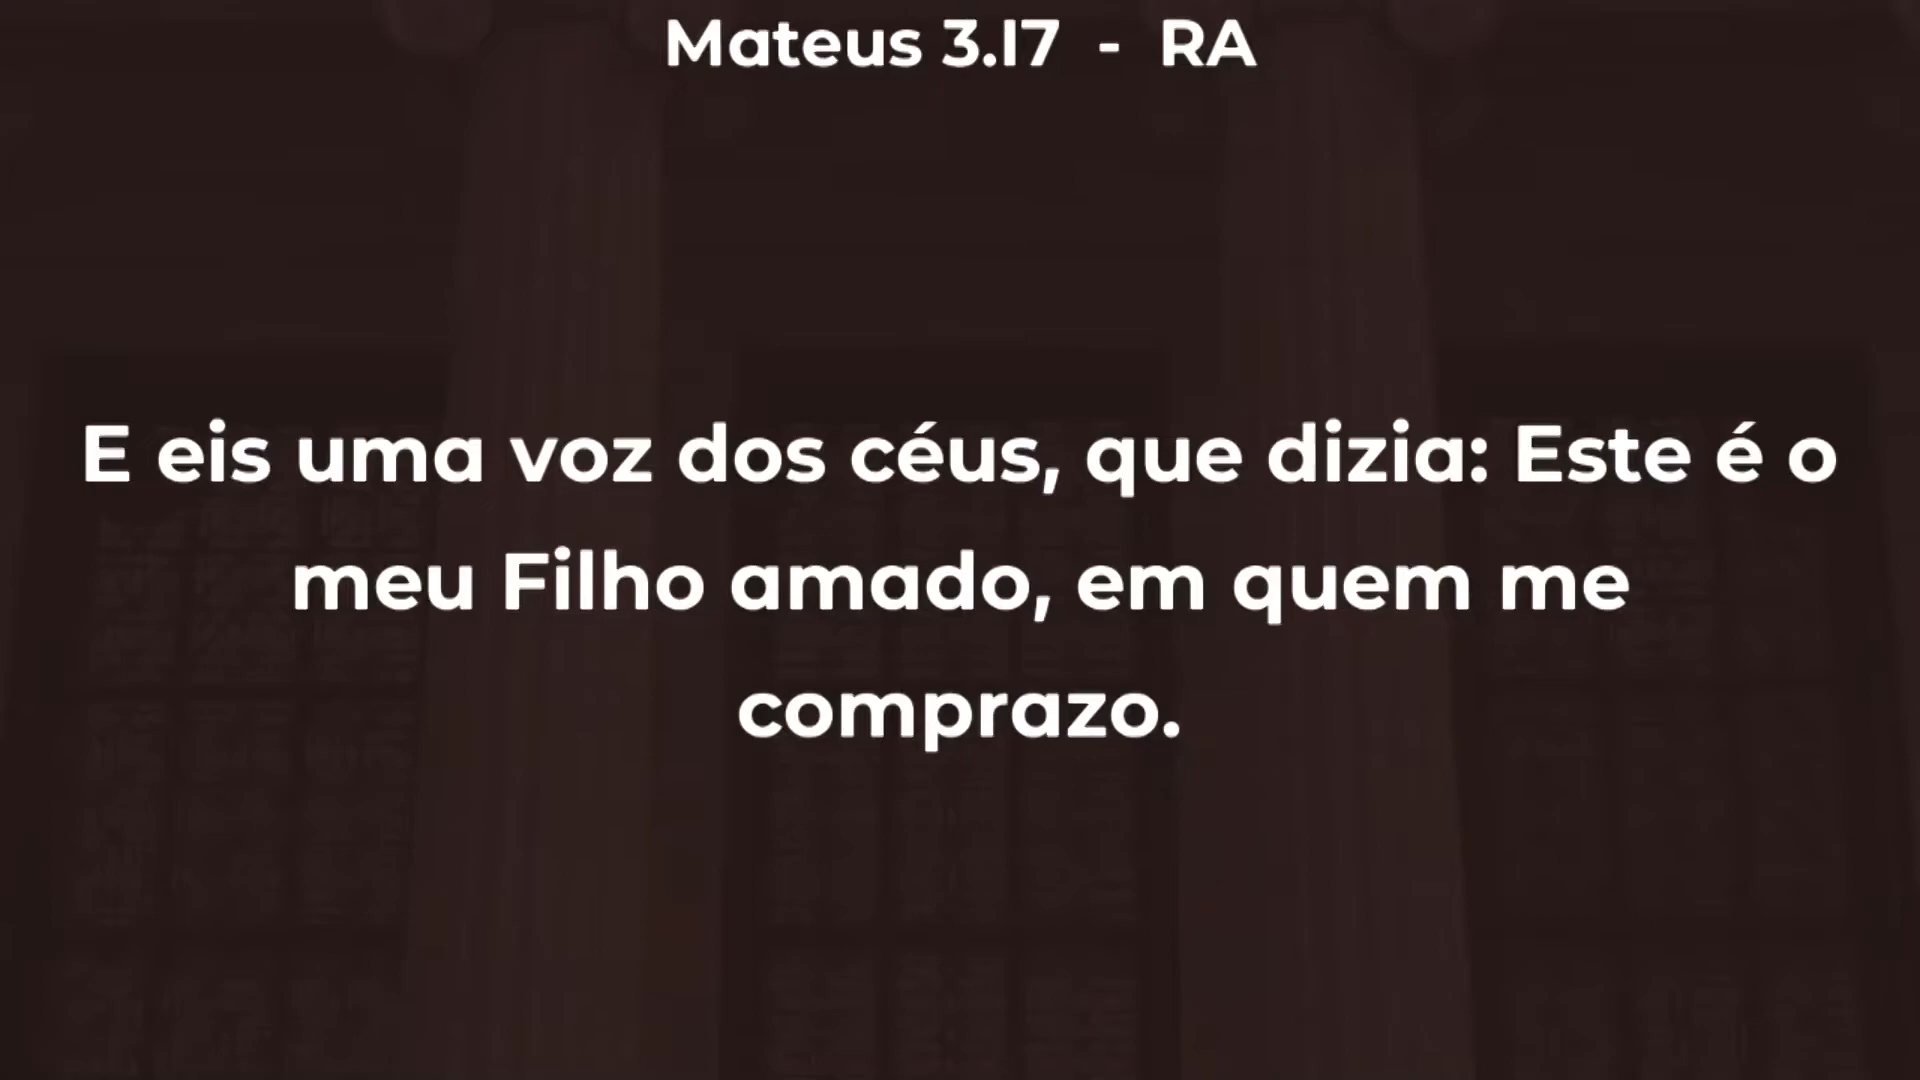 Mateus 3.17 - RA
E eis uma voz dos céus, que dizia: Este é o
meu Filho amado, em quem me
comprazo.